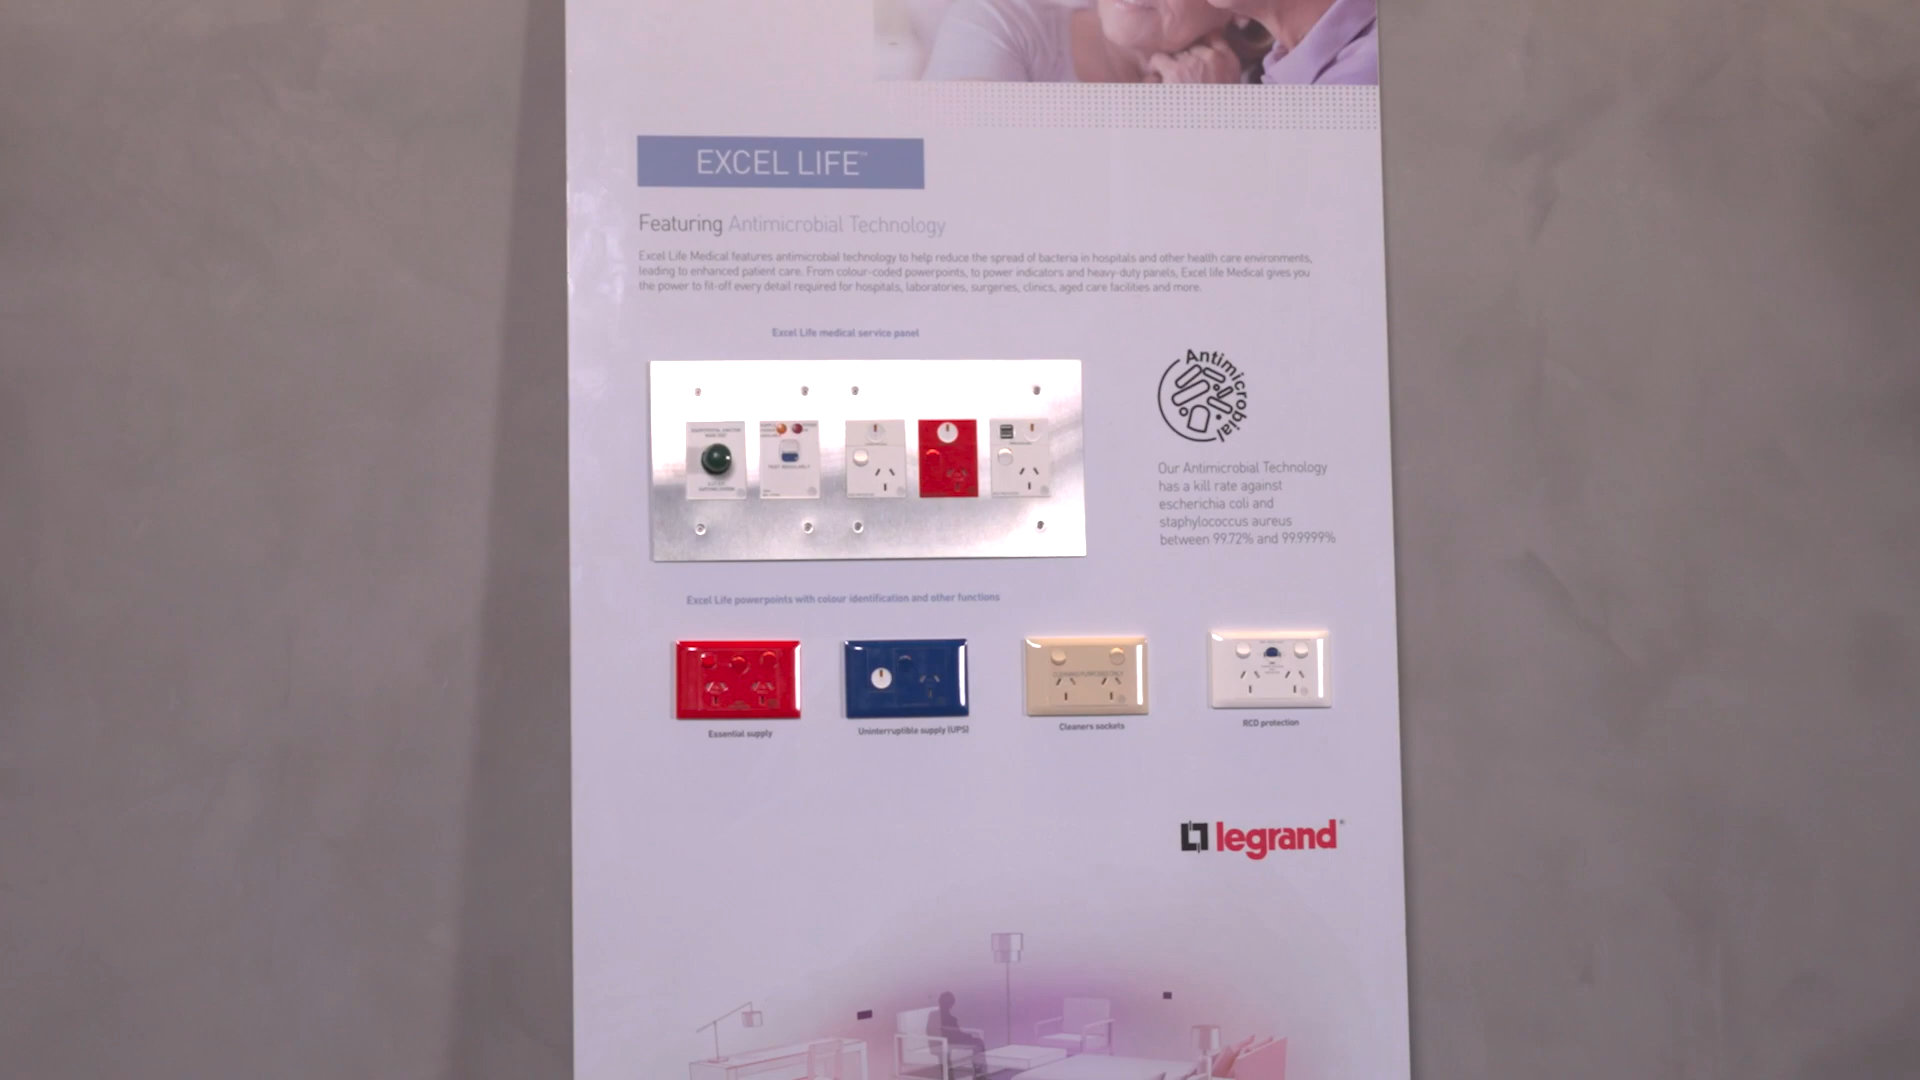 EXCEL LIFE™
Featuring Antimicrobial Technology
Excel Life Medical features antimicrobial technology to help reduce the spread of bacteria in hospitals and other health care environments,
leading to enhanced patient care. From colour-coded powerpoints, to power indicators and heavy-duty panels, Excel life Medical gives you
the power to fit-off every detail required for hospitals, laboratories, surgeries, clinics, aged care facilities and more.
Excel Life medical service panel
Antimicrobial
Our Antimicrobial Technology
has a kill rate against
escherichia coli and
staphylococcus aureus
between 99.72% and 99.9999%
Excel Life powerpoints with colour identification and other functions
CLEANING PURPOSES ONLY
Essential supply
Uninterruptible supply (UPS)
Cleaners sockets
RCD protection
legrand®